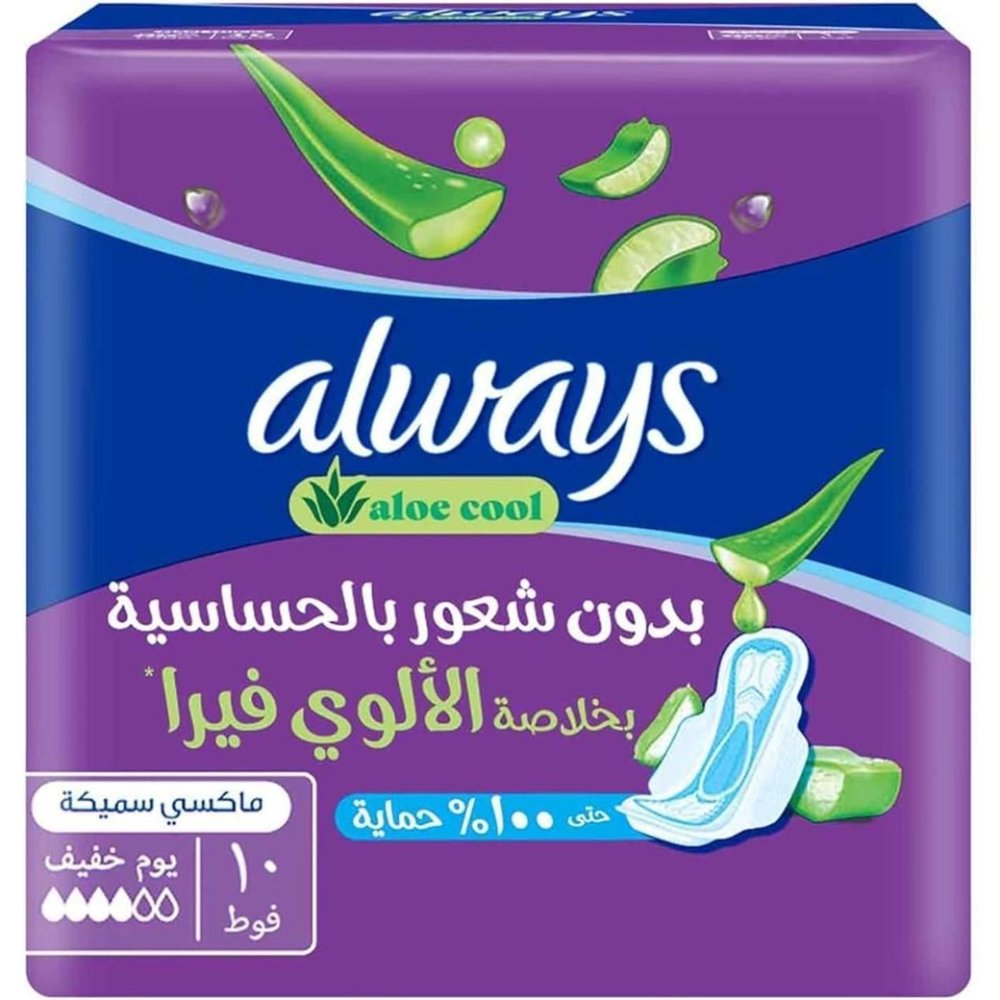 always
aloe cool
بدون شعور بالحساسية
بخلاصة الألوي فيرا*
حتى ١٠٠% حماية
ماكسي سميكة
١٠ فوط
يوم خفيف